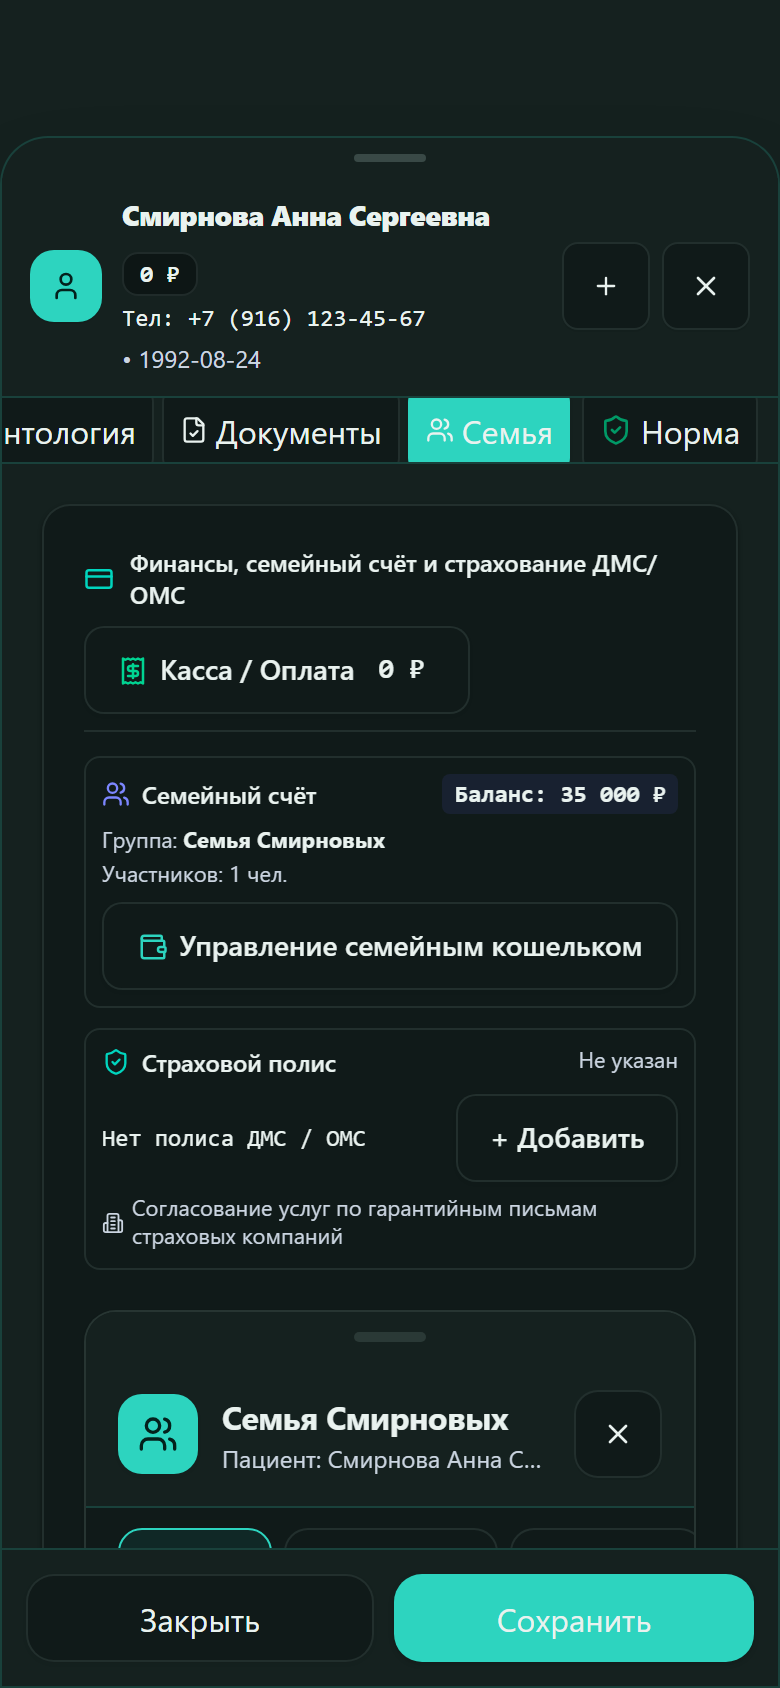 Смирнова Анна Сергеевна
0 ₽
Тел: +7 (916) 123-45-67
• 1992-08-24
нтология
Документы
Семья
Норма
Финансы, семейный счёт и страхование ДМС/
ОМС
Касса / Оплата 0 ₽
Семейный счёт
Баланс: 35 000 ₽
Группа: Семья Смирновых
Участников: 1 чел.
Управление семейным кошельком
Страховой полис
Не указан
Нет полиса ДМС / ОМС
+ Добавить
Согласование услуг по гарантийным письмам
страховых компаний
Семья Смирновых
Пациент: Смирнова Анна С...
Закрыть
Сохранить